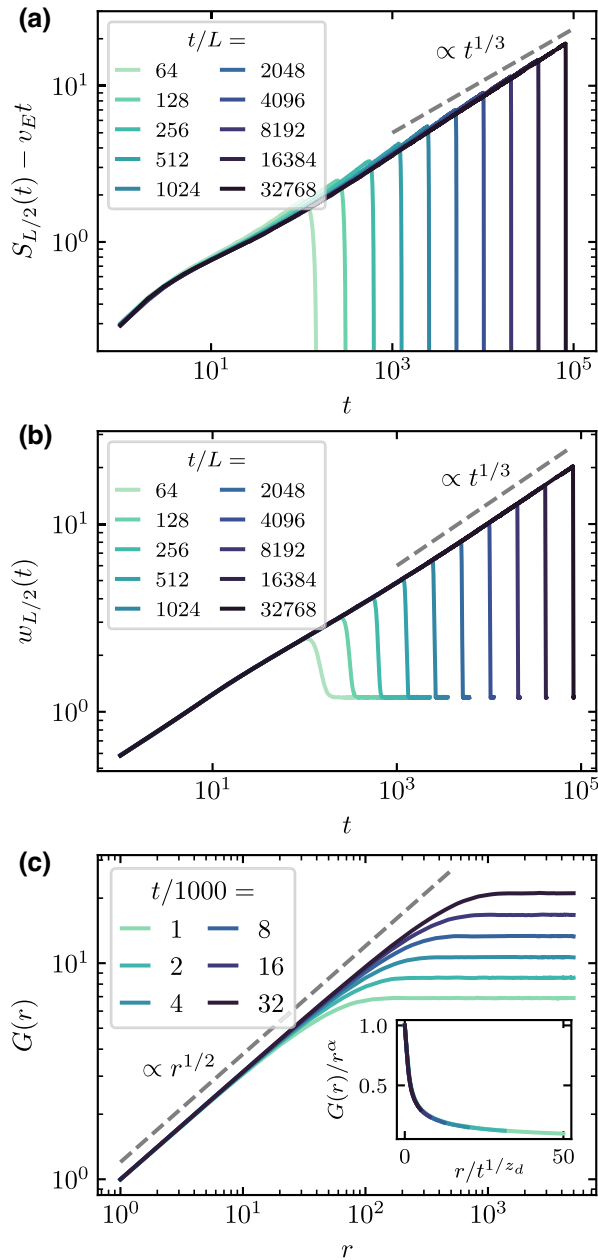 (a)
t/L =
64 2048
128 4096
256 8192
512 16384
1024 32768
∝ t^{1/3}
10^1
10^0
S_{L/2}(t) − v_E t
10^1 10^3 10^5
t
(b)
t/L =
64 2048
128 4096
256 8192
512 16384
1024 32768
∝ t^{1/3}
10^1
10^0
w_{L/2}(t)
10^1 10^3 10^5
t
(c)
t/1000 =
1 8
2 16
4 32
∝ r^{1/2}
10^1
10^0
G(r)
1.0
0.5
G(r)/r^α
0 50
r/t^{1/z_d}
10^0 10^1 10^2 10^3
r